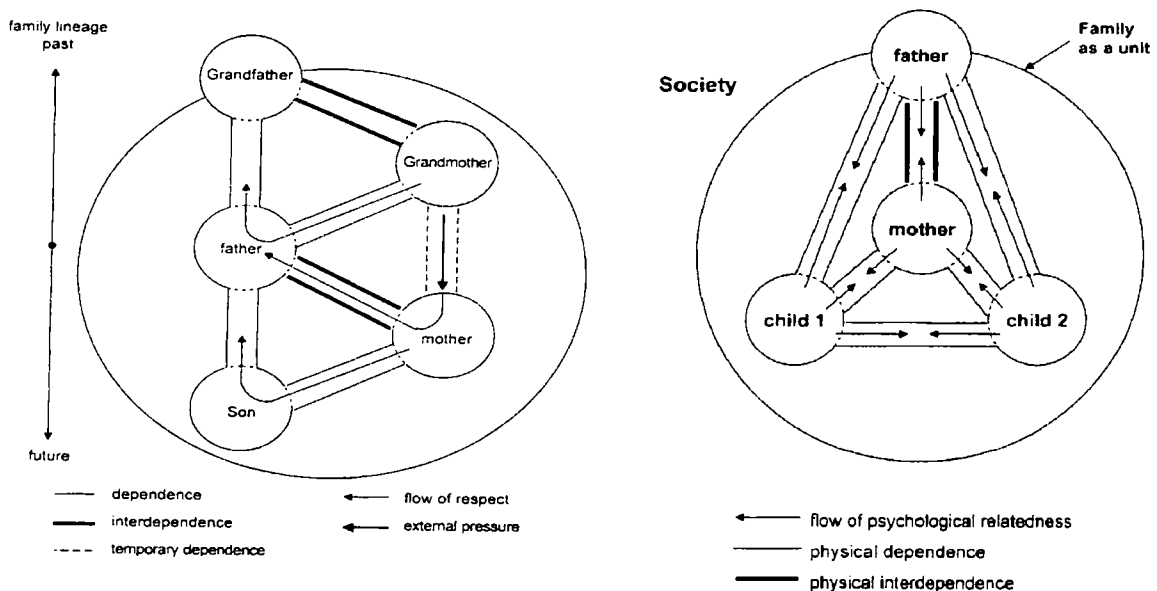 family lineage
past
Grandfather
Grandmother
father
mother
Son
future
dependence
interdependence
temporary dependence
flow of respect
external pressure
Society
Family
as a unit
father
mother
child 1
child 2
flow of psychological relatedness
physical dependence
physical interdependence